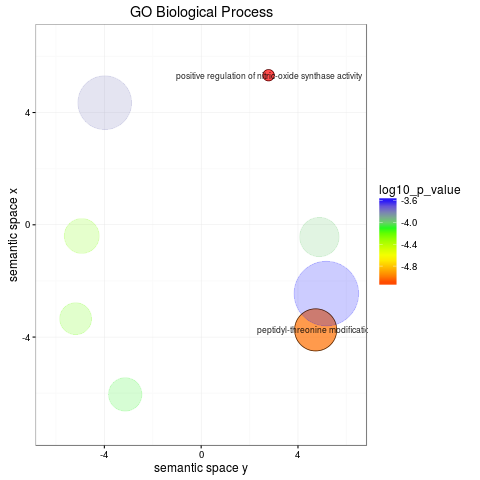 GO Biological Process
positive regulation of nitric-oxide synthase activity
4
0
-4
peptidyl-threonine modificatic
-4
0
4
semantic space x
semantic space y
log10_p_value
-3.6
-4.0
-4.4
-4.8